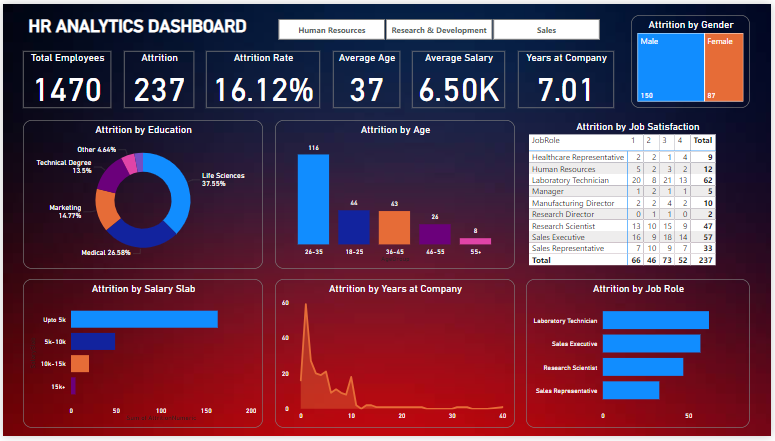 HR ANALYTICS DASHBOARD
Human Resources
Research & Development
Sales
Attrition by Gender
Male
Female
150
87
Total Employees
1470
Attrition
237
Attrition Rate
16.12%
Average Age
37
Average Salary
6.50K
Years at Company
7.01
Attrition by Education
Other 4.64%
Technical Degree
13.5%
Marketing
14.77%
Medical 26.58%
Life Sciences
37.55%
Attrition by Age
116
44
43
26
8
26-35
18-25
36-45
46-55
55+
Attrition by Job Satisfaction
JobRole 1 2 3 4 Total
Healthcare Representative 2 2 1 4 9
Human Resources 5 2 3 2 12
Laboratory Technician 20 8 21 13 62
Manager 1 2 1 1 5
Manufacturing Director 2 2 4 2 10
Research Director 0 1 1 0 2
Research Scientist 13 10 15 9 47
Sales Executive 16 9 18 14 57
Sales Representative 7 10 9 7 33
Total 66 46 73 52 237
Attrition by Salary Slab
Upto 5k
5k-10k
10k-15k
15k+
0 50 100 150 200
Attrition by Years at Company
60
40
20
0
0 10 20 30 40
Attrition by Job Role
Laboratory Technician
Sales Executive
Research Scientist
Sales Representative
0 50